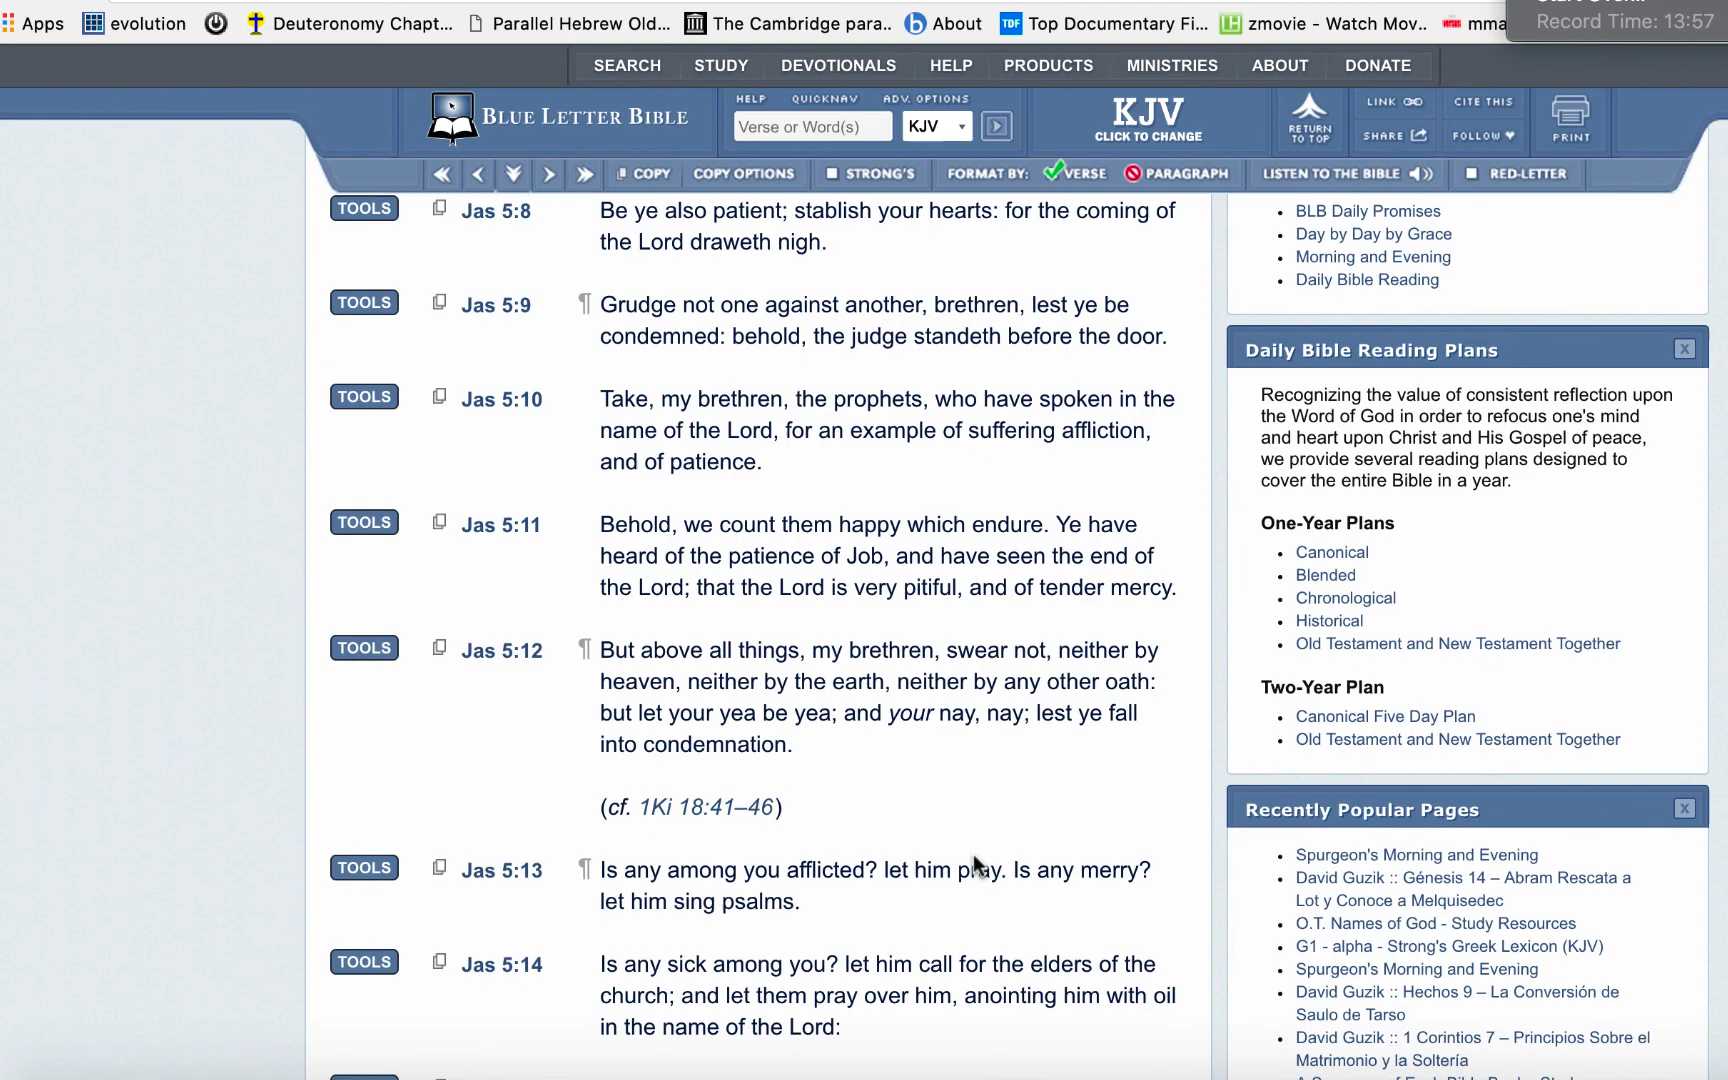 Record Time: 13:57
Apps
evolution
Deuteronomy Chapt...
Parallel Hebrew Old...
The Cambridge para..
About
Top Documentary Fi...
zmovie - Watch Mov..
mma
SEARCH
STUDY
DEVOTIONALS
HELP
PRODUCTS
MINISTRIES
ABOUT
DONATE
BLUE LETTER BIBLE
HELP
QUICKNAV
ADV. OPTIONS
Verse or Word(s)
KJV
KJV
CLICK TO CHANGE
RETURN
TO TOP
LINK
CITE THIS
SHARE
FOLLOW
PRINT
COPY
COPY OPTIONS
STRONG'S
FORMAT BY:
VERSE
PARAGRAPH
LISTEN TO THE BIBLE
RED-LETTER
TOOLS
Jas 5:8
Be ye also patient; stablish your hearts: for the coming of
the Lord draweth nigh.
TOOLS
Jas 5:9
¶ Grudge not one against another, brethren, lest ye be
condemned: behold, the judge standeth before the door.
TOOLS
Jas 5:10
Take, my brethren, the prophets, who have spoken in the
name of the Lord, for an example of suffering affliction,
and of patience.
TOOLS
Jas 5:11
Behold, we count them happy which endure. Ye have
heard of the patience of Job, and have seen the end of
the Lord; that the Lord is very pitiful, and of tender mercy.
TOOLS
Jas 5:12
¶ But above all things, my brethren, swear not, neither by
heaven, neither by the earth, neither by any other oath:
but let your yea be yea; and your nay, nay; lest ye fall
into condemnation.
(cf. 1Ki 18:41–46)
TOOLS
Jas 5:13
¶ Is any among you afflicted? let him pray. Is any merry?
let him sing psalms.
TOOLS
Jas 5:14
Is any sick among you? let him call for the elders of the
church; and let them pray over him, anointing him with oil
in the name of the Lord:
BLB Daily Promises
Day by Day by Grace
Morning and Evening
Daily Bible Reading
Daily Bible Reading Plans
X
Recognizing the value of consistent reflection upon
the Word of God in order to refocus one's mind
and heart upon Christ and His Gospel of peace,
we provide several reading plans designed to
cover the entire Bible in a year.
One-Year Plans
Canonical
Blended
Chronological
Historical
Old Testament and New Testament Together
Two-Year Plan
Canonical Five Day Plan
Old Testament and New Testament Together
Recently Popular Pages
X
Spurgeon's Morning and Evening
David Guzik :: Génesis 14 – Abram Rescata a
Lot y Conoce a Melquisedec
O.T. Names of God - Study Resources
G1 - alpha - Strong's Greek Lexicon (KJV)
Spurgeon's Morning and Evening
David Guzik :: Hechos 9 – La Conversión de
Saulo de Tarso
David Guzik :: 1 Corintios 7 – Principios Sobre el
Matrimonio y la Soltería